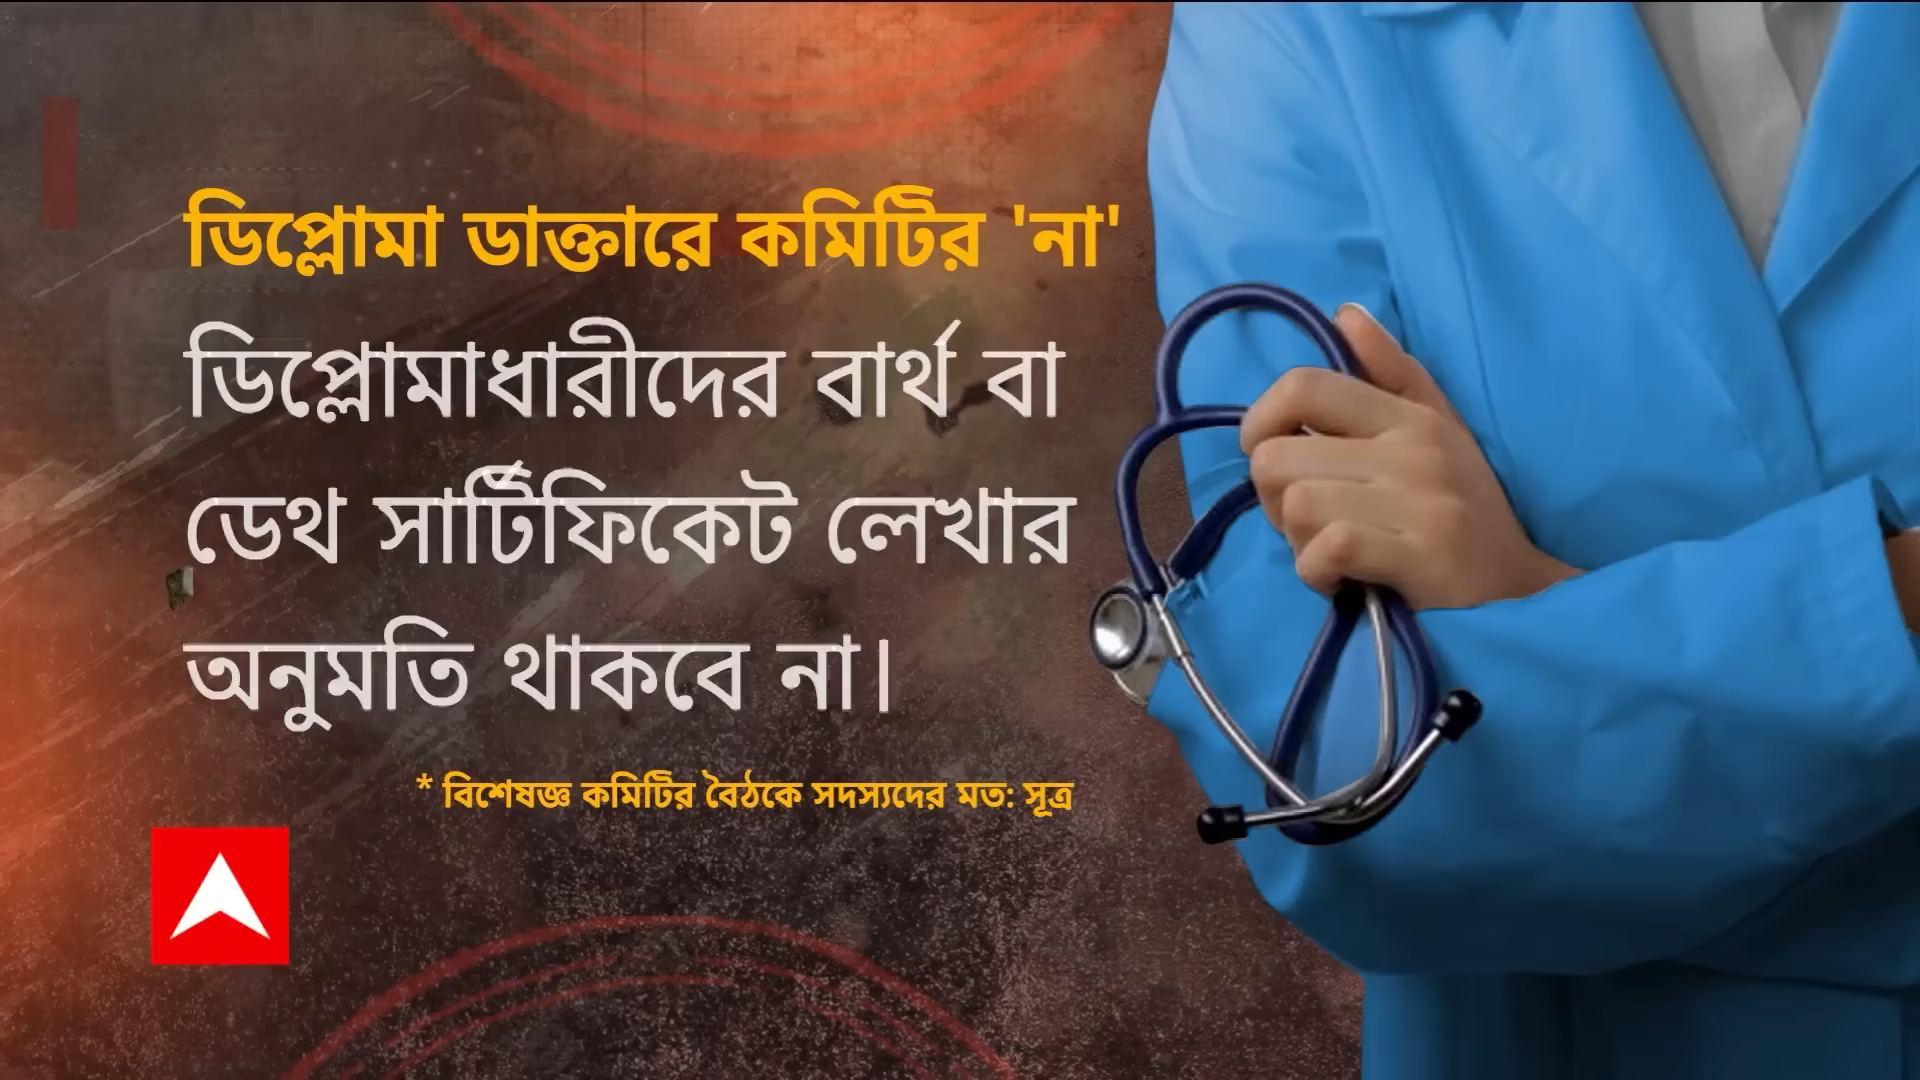 ডিপ্লোমা ডাক্তারে কমিটির 'না'
ডিপ্লোমাধারীদের বার্থ বা
ডেথ সার্টিফিকেট লেখার
অনুমতি থাকবে না।
* বিশেষজ্ঞ কমিটির বৈঠকে সদস্যদের মত: সূত্র